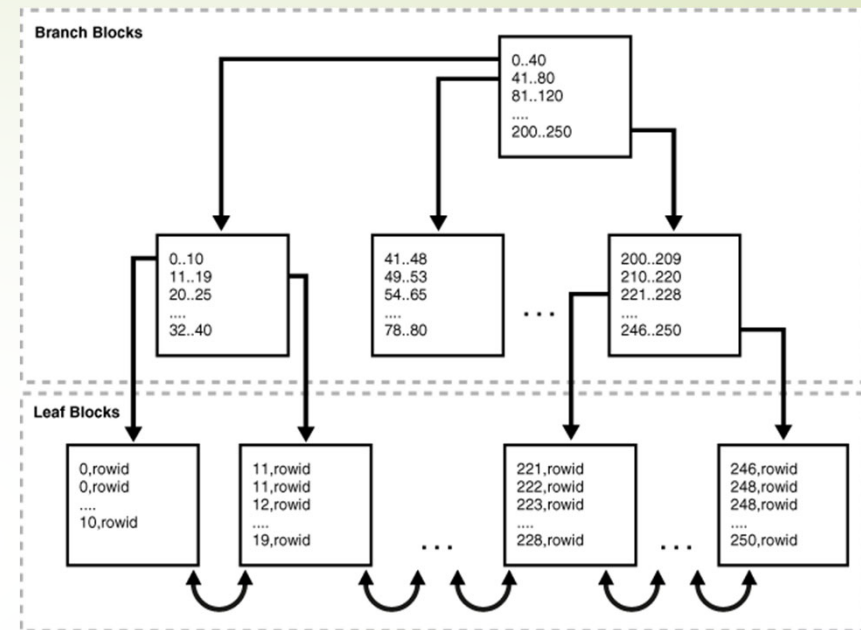 Branch Blocks
0..40
41..80
81..120
....
200..250
0..10
11..19
20..25
....
32..40
41..48
49..53
54..65
....
78..80
...
200..209
210..220
221..228
....
246..250
Leaf Blocks
0,rowid
0,rowid
....
10,rowid
11,rowid
11,rowid
12,rowid
....
19,rowid
...
221,rowid
222,rowid
223,rowid
....
228,rowid
...
246,rowid
248,rowid
248,rowid
....
250,rowid